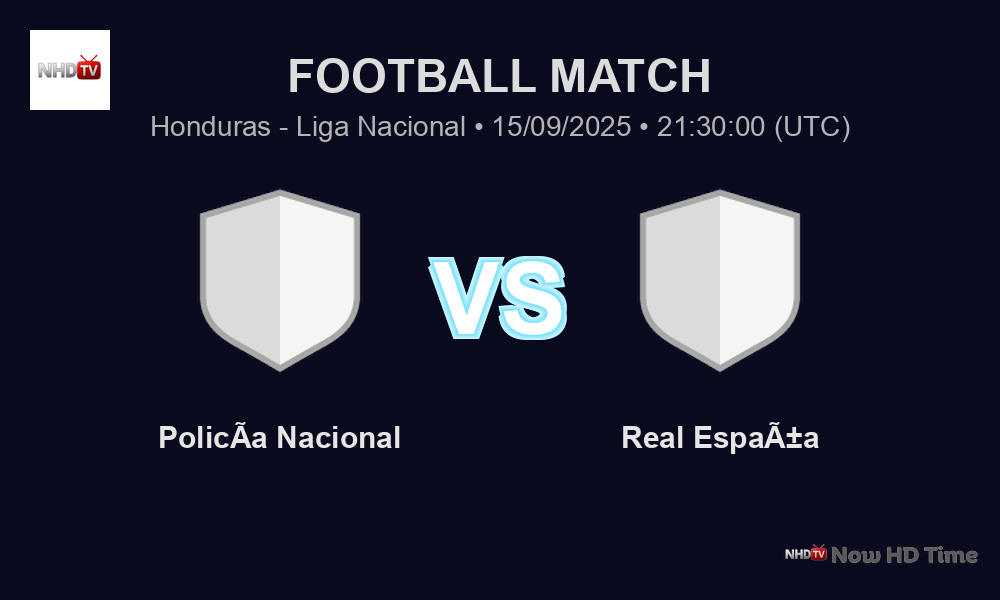 NHD TV
FOOTBALL MATCH
Honduras - Liga Nacional • 15/09/2025 • 21:30:00 (UTC)
VS
PolicÃa Nacional
Real EspaÃ±a
NHD TV Now HD Time